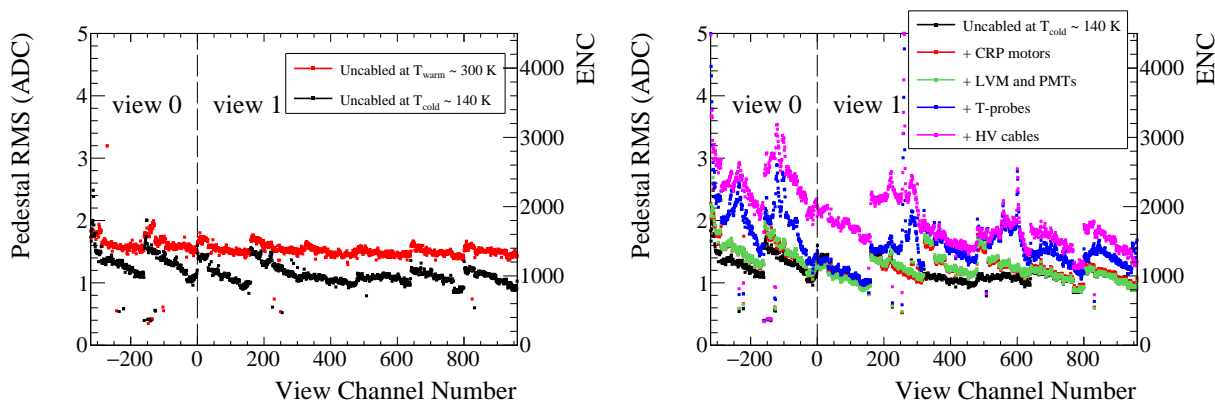 Pedestal RMS (ADC)
5
4
3
2
1
0
view 0
view 1
Uncabled at T_warm ~ 300 K
Uncabled at T_cold ~ 140 K
ENC
4000
3000
2000
1000
0
−200 0 200 400 600 800
View Channel Number
Pedestal RMS (ADC)
5
4
3
2
1
0
view 0
view 1
Uncabled at T_cold ~ 140 K
+ CRP motors
+ LVM and PMTs
+ T-probes
+ HV cables
ENC
4000
3000
2000
1000
0
−200 0 200 400 600 800
View Channel Number